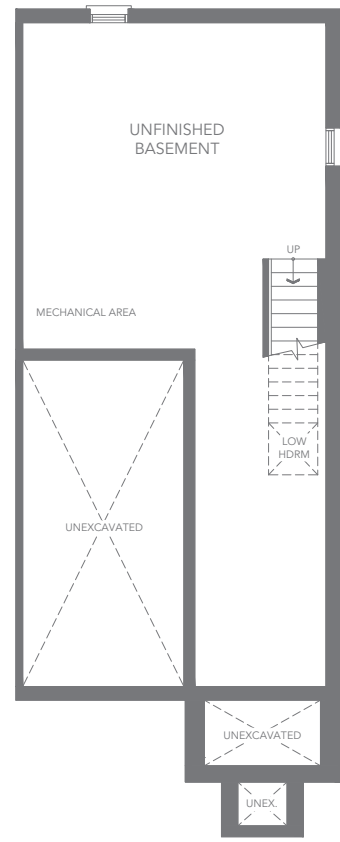 UNFINISHED
BASEMENT
UP
MECHANICAL AREA
LOW
HDRM
UNEXCAVATED
UNEXCAVATED
UNEX.